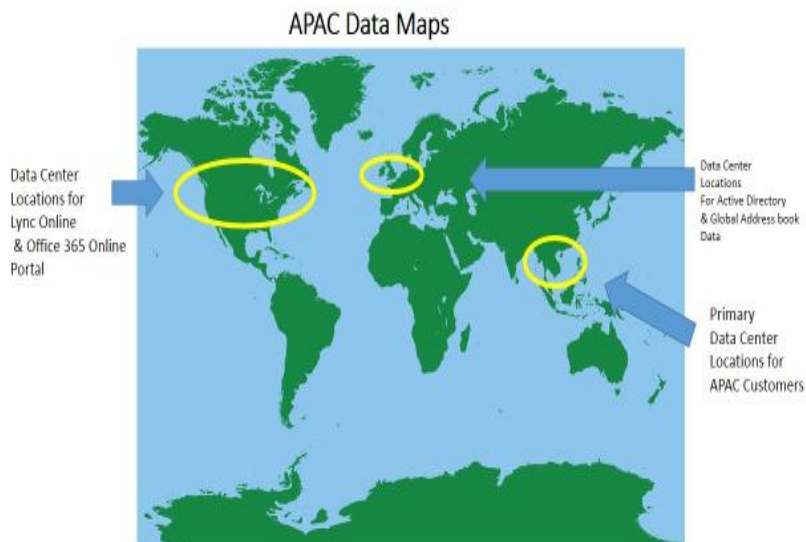 APAC Data Maps
Data Center
Locations for
Lync Online
& Office 365 Online
Portal
Data Center
Locations
For Active Directory
& Global Address book
Data
Primary
Data Center
Locations for
APAC Customers